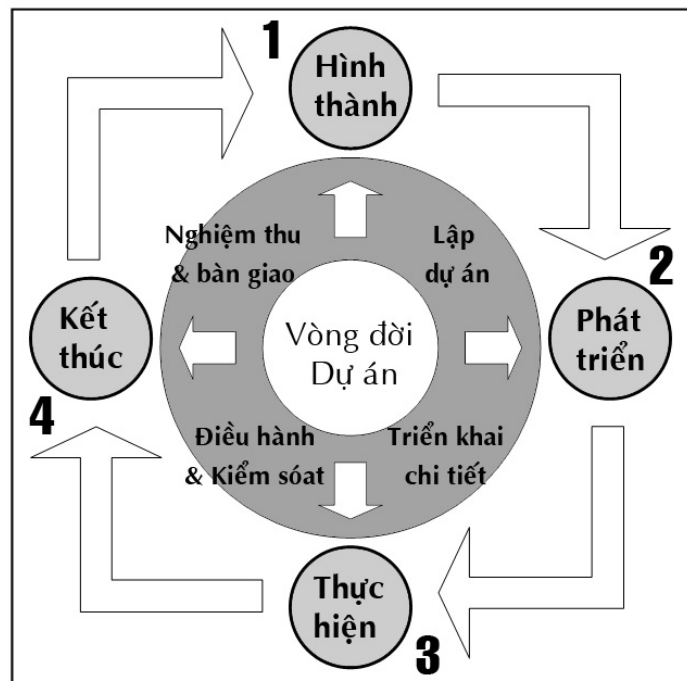 1
Hình
thành
2
Phát
triển
3
Thực
hiện
4
Kết
thúc
Nghiệm thu
& bàn giao
Lập
dự án
Vòng đời
Dự án
Điều hành
& Kiểm sóat
Triển khai
chi tiết